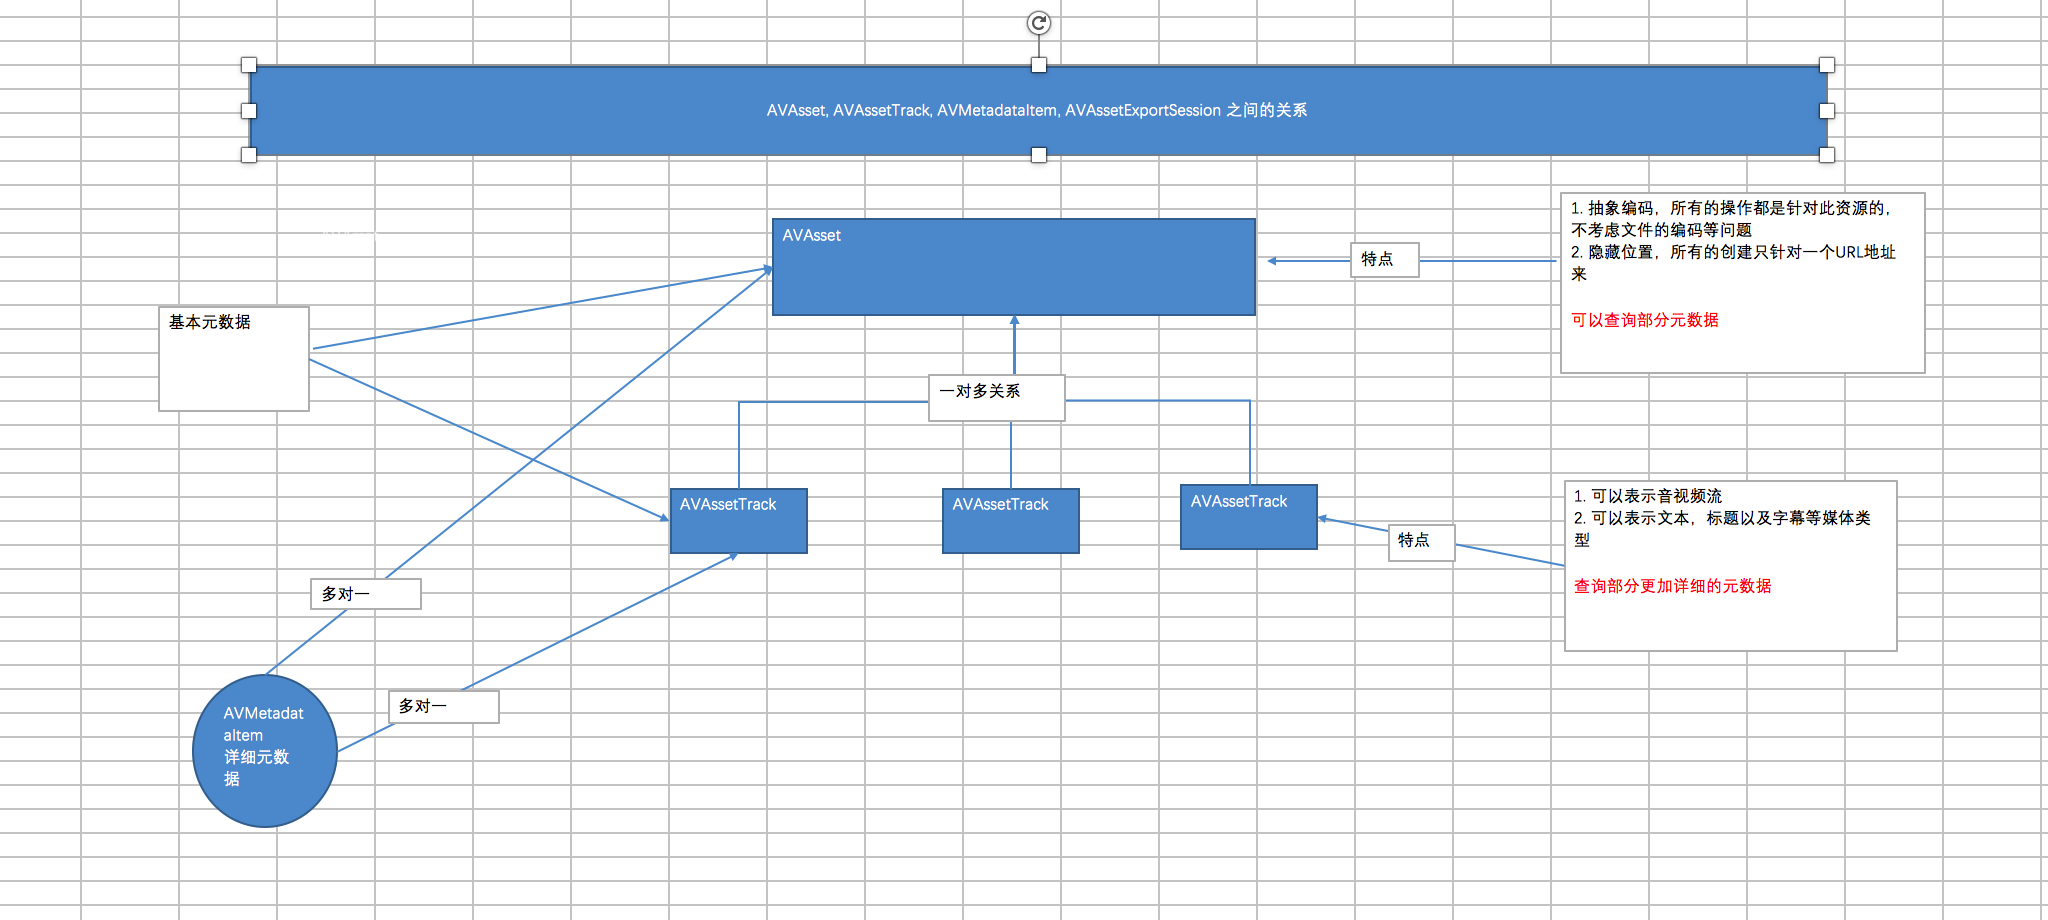 AVAsset, AVAssetTrack, AVMetadataItem, AVAssetExportSession 之间的关系
AVAsset
特点
1. 抽象编码，所有的操作都是针对此资源的，
不考虑文件的编码等问题
2. 隐藏位置，所有的创建只针对一个URL地址
来
可以查询部分元数据
基本元数据
一对多关系
AVAssetTrack
AVAssetTrack
AVAssetTrack
特点
1. 可以表示音视频流
2. 可以表示文本，标题以及字幕等媒体类
型
查询部分更加详细的元数据
多对一
多对一
AVMetadat
aItem
详细元数
据